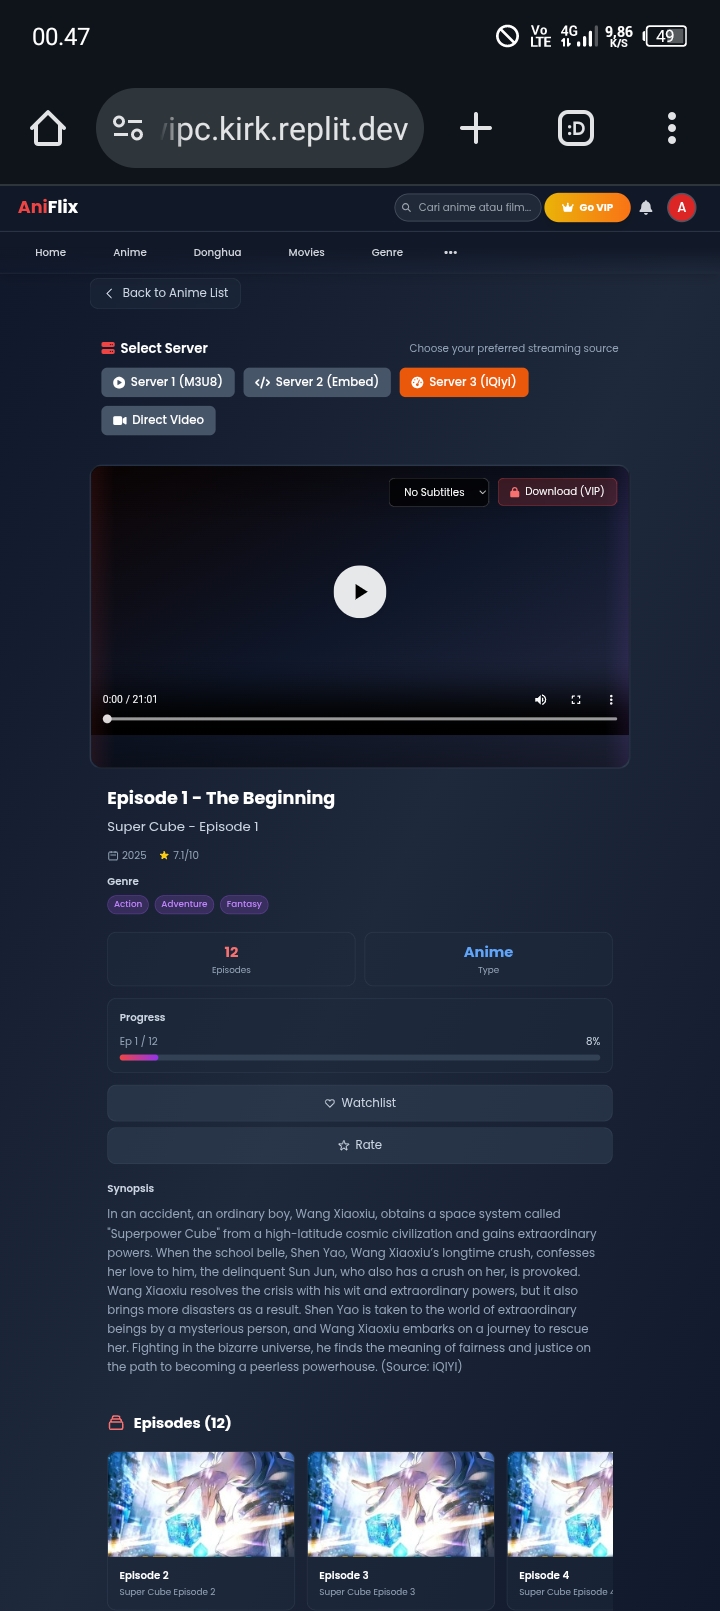 00.47
Vo LTE 4G 9,86 K/S 49
ipc.kirk.replit.dev
:D
AniFlix
Cari anime atau film...
Go VIP
A
Home Anime Donghua Movies Genre •••
Back to Anime List
Select Server
Choose your preferred streaming source
Server 1 (M3U8)
Server 2 (Embed)
Server 3 (iQiyi)
Direct Video
No Subtitles
Download (VIP)
0:00 / 21:01
Episode 1 - The Beginning
Super Cube - Episode 1
2025 7.1/10
Genre
Action Adventure Fantasy
12
Episodes
Anime
Type
Progress
Ep 1 / 12 8%
Watchlist
Rate
Synopsis
In an accident, an ordinary boy, Wang Xiaoxiu, obtains a space system called
"Superpower Cube" from a high-latitude cosmic civilization and gains extraordinary
powers. When the school belle, Shen Yao, Wang Xiaoxiu's longtime crush, confesses
her love to him, the delinquent Sun Jun, who also has a crush on her, is provoked.
Wang Xiaoxiu resolves the crisis with his wit and extraordinary powers, but it also
brings more disasters as a result. Shen Yao is taken to the world of extraordinary
beings by a mysterious person, and Wang Xiaoxiu embarks on a journey to rescue
her. Fighting in the bizarre universe, he finds the meaning of fairness and justice on
the path to becoming a peerless powerhouse. (Source: iQIYI)
Episodes (12)
Episode 2
Super Cube Episode 2
Episode 3
Super Cube Episode 3
Episode 4
Super Cube Episode